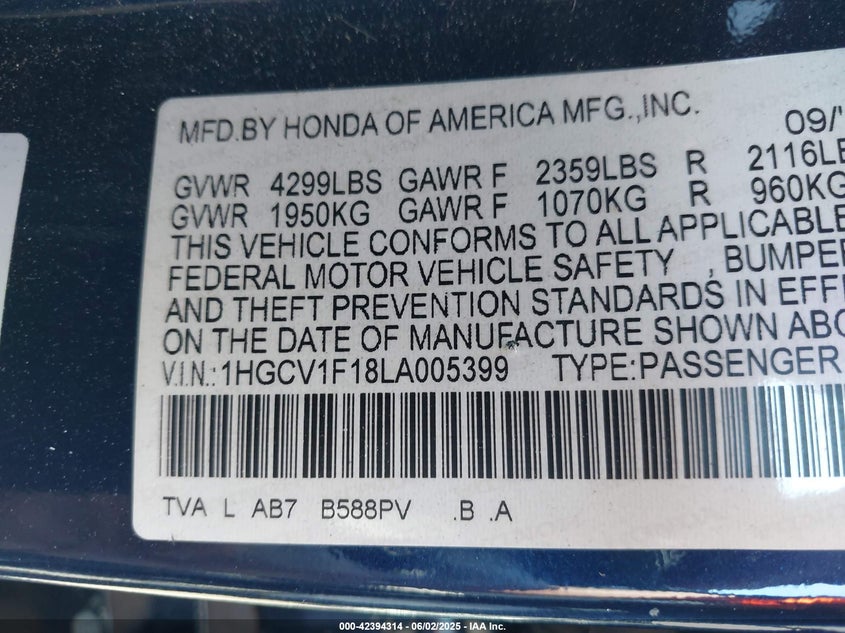 MFD.BY HONDA OF AMERICA MFG.,INC. 09/'
GVWR 4299LBS GAWR F 2359LBS R 2116LB
GVWR 1950KG GAWR F 1070KG R 960KG
THIS VEHICLE CONFORMS TO ALL APPLICABLE
FEDERAL MOTOR VEHICLE SAFETY , BUMPER
AND THEFT PREVENTION STANDARDS IN EFFE
ON THE DATE OF MANUFACTURE SHOWN ABO
V.I.N.:1HGCV1F18LA005399 TYPE:PASSENGER
TVA L AB7 B588PV .B .A
000-42394314 - 06/02/2025 - IAA Inc.